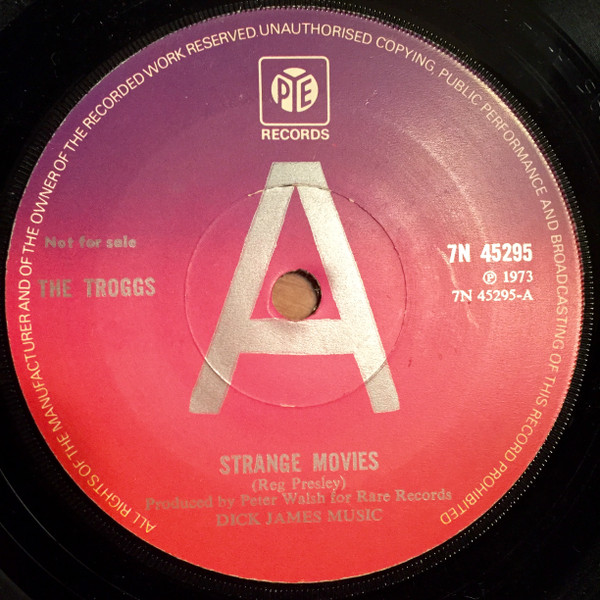 ALL RIGHTS OF THE MANUFACTURER AND OF THE OWNER OF THE RECORDED WORK RESERVED. UNAUTHORISED COPYING, PUBLIC PERFORMANCE AND BROADCASTING OF THIS RECORD PROHIBITED
PYE
RECORDS
A
Not for sale
THE TROGGS
7N 45295
℗ 1973
7N 45295-A
STRANGE MOVIES
(Reg Presley)
Produced by Peter Walsh for Rare Records
DICK JAMES MUSIC